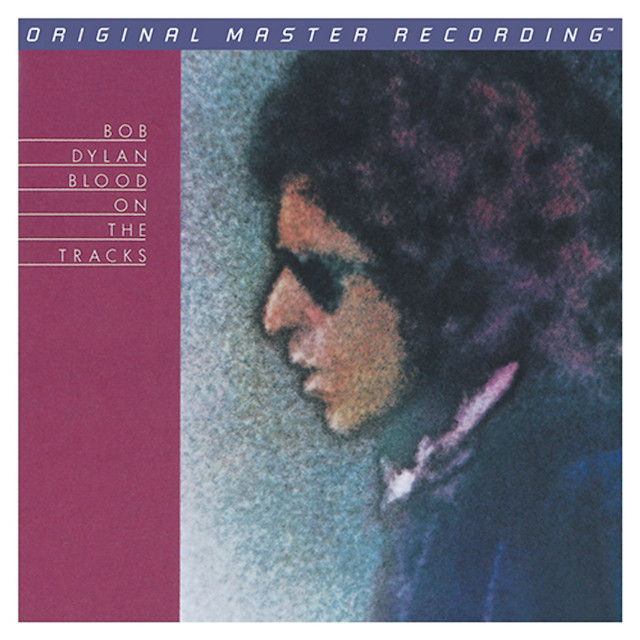 ORIGINAL MASTER RECORDING™
BOB
DYLAN
BLOOD
ON
THE
TRACKS